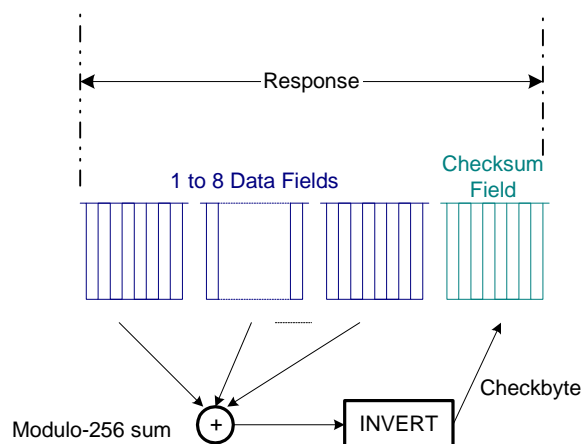 Response
1 to 8 Data Fields
Checksum
Field
Checkbyte
Modulo-256 sum
+
INVERT